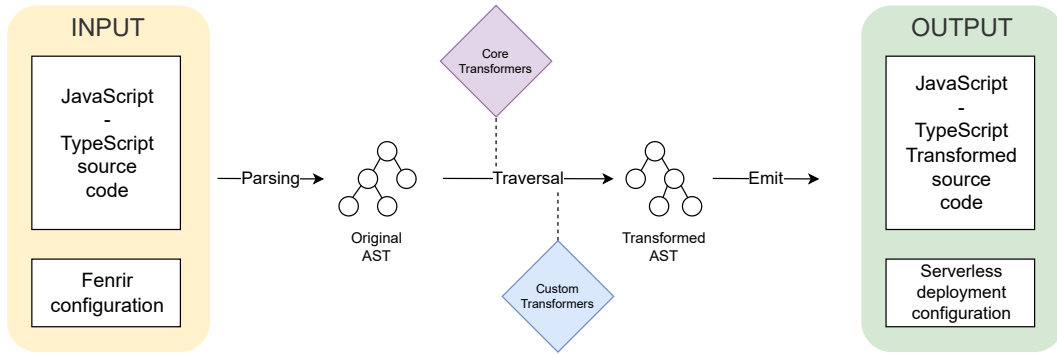 INPUT
JavaScript
-
TypeScript
source
code
Fenrir
configuration
Parsing
Original
AST
Core
Transformers
Traversal
Custom
Transformers
Transformed
AST
Emit
OUTPUT
JavaScript
-
TypeScript
Transformed
source
code
Serverless
deployment
configuration